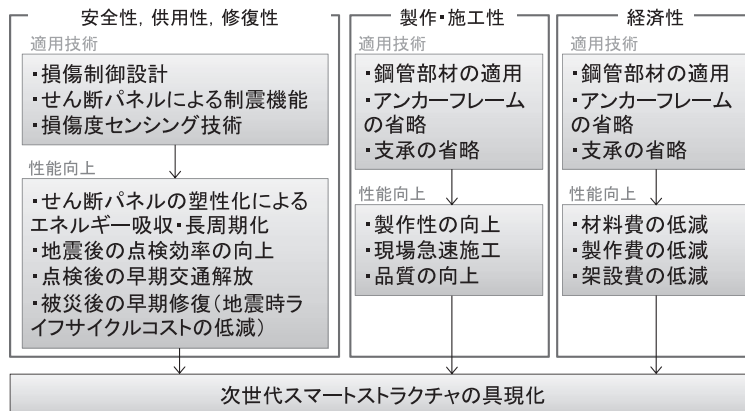 安全性，供用性，修復性
適用技術
・損傷制御設計
・せん断パネルによる制震機能
・損傷度センシング技術
性能向上
・せん断パネルの塑性化による
エネルギー吸収・長周期化
・地震後の点検効率の向上
・点検後の早期交通解放
・被災後の早期修復（地震時ラ
イフサイクルコストの低減）
製作・施工性
適用技術
・鋼管部材の適用
・アンカーフレーム
の省略
・支承の省略
性能向上
・製作性の向上
・現場急速施工
・品質の向上
経済性
適用技術
・鋼管部材の適用
・アンカーフレーム
の省略
・支承の省略
性能向上
・材料費の低減
・製作費の低減
・架設費の低減
次世代スマートストラクチャの具現化